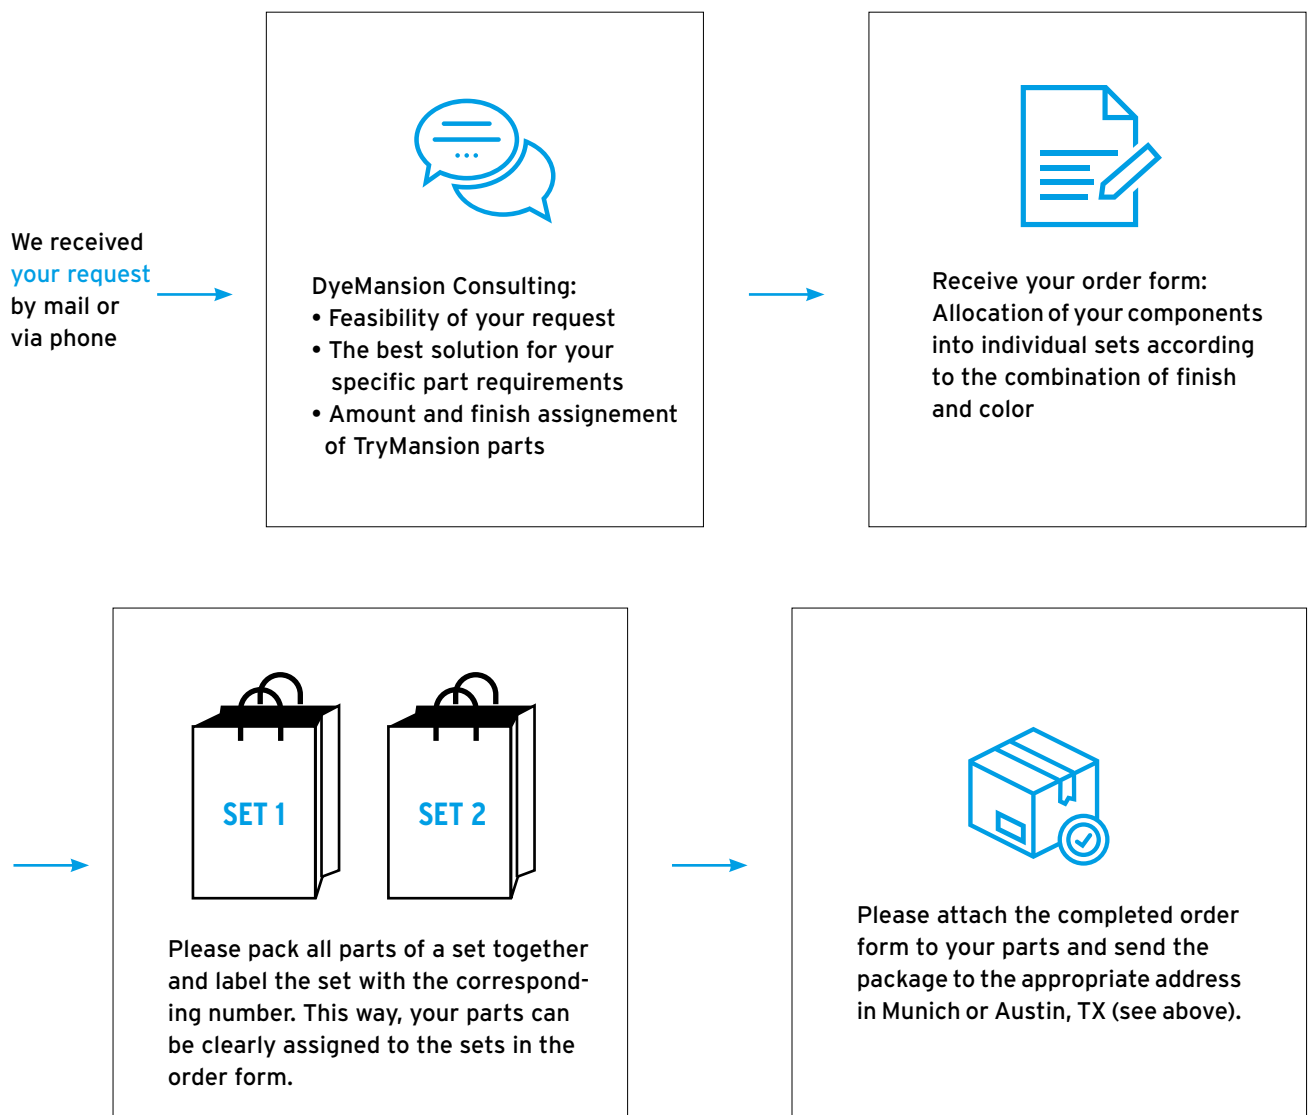 We received
your request
by mail or
via phone
DyeMansion Consulting:
• Feasibility of your request
• The best solution for your
specific part requirements
• Amount and finish assignement
of TryMansion parts
Receive your order form:
Allocation of your components
into individual sets according
to the combination of finish
and color
SET 1
SET 2
Please pack all parts of a set together
and label the set with the correspond-
ing number. This way, your parts can
be clearly assigned to the sets in the
order form.
Please attach the completed order
form to your parts and send the
package to the appropriate address
in Munich or Austin, TX (see above).